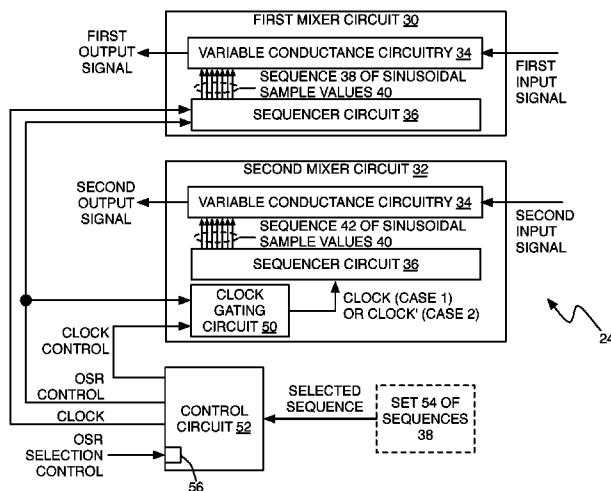 FIRST MIXER CIRCUIT 30
FIRST
OUTPUT
SIGNAL
VARIABLE CONDUCTANCE CIRCUITRY 34
SEQUENCE 38 OF SINUSOIDAL
SAMPLE VALUES 40
FIRST
INPUT
SIGNAL
SEQUENCER CIRCUIT 36
SECOND MIXER CIRCUIT 32
SECOND
OUTPUT
SIGNAL
VARIABLE CONDUCTANCE CIRCUITRY 34
SEQUENCE 42 OF SINUSOIDAL
SAMPLE VALUES 40
SECOND
INPUT
SIGNAL
SEQUENCER CIRCUIT 36
CLOCK
GATING
CIRCUIT 50
CLOCK (CASE 1)
OR CLOCK' (CASE 2)
24
CLOCK
CONTROL
OSR
CONTROL
CLOCK
OSR
SELECTION
CONTROL
CONTROL
CIRCUIT 52
56
SELECTED
SEQUENCE
SET 54 OF
SEQUENCES
38